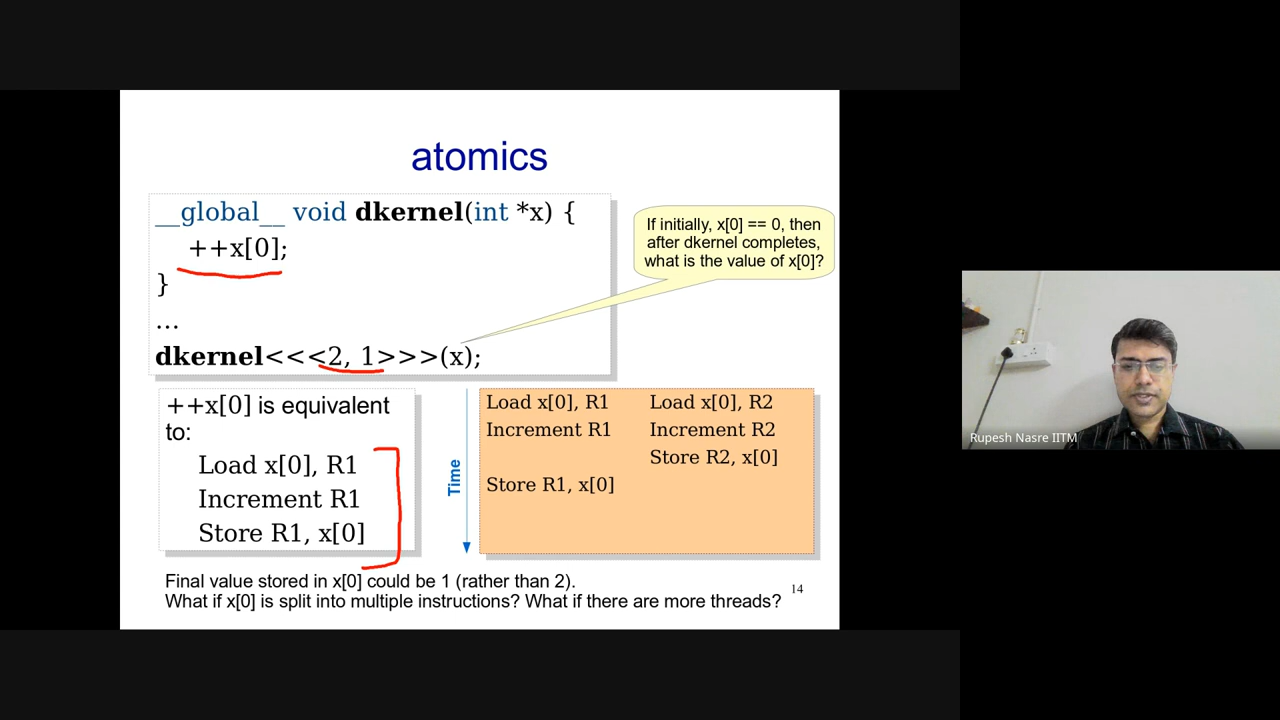 atomics
__global__ void dkernel(int *x) {
++x[0];
}
...
dkernel<<<2, 1>>>(x);
If initially, x[0] == 0, then
after dkernel completes,
what is the value of x[0]?
++x[0] is equivalent
to:
Load x[0], R1
Increment R1
Store R1, x[0]
Time
Load x[0], R1 Load x[0], R2
Increment R1 Increment R2
Store R2, x[0]
Store R1, x[0]
Final value stored in x[0] could be 1 (rather than 2).
What if x[0] is split into multiple instructions? What if there are more threads?
14
Rupesh Nasre IITM